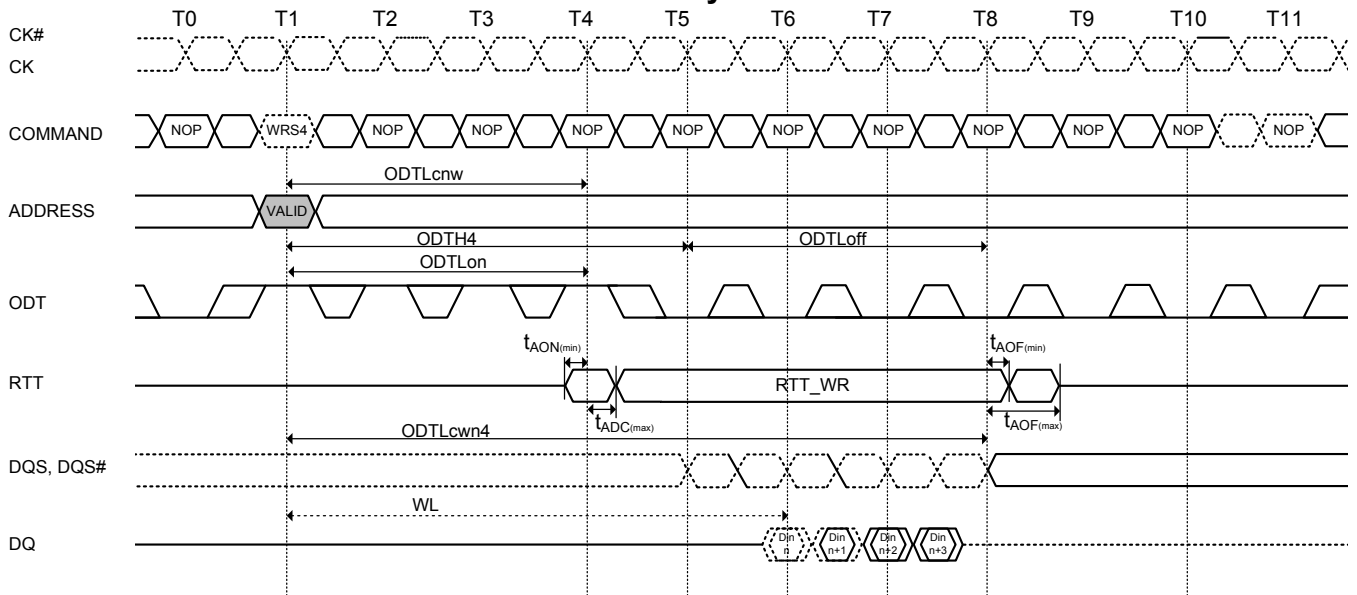 T0 T1 T2 T3 T4 T5 T6 T7 T8 T9 T10 T11
CK#
CK
COMMAND NOP WRS4 NOP NOP NOP NOP NOP NOP NOP NOP NOP NOP
ODTLcnw
ADDRESS VALID
ODTH4 ODTLoff
ODTLon
ODT
tAON(min) tAOF(min)
RTT RTT_WR
tADC(max) tAOF(max)
ODTLcwn4
DQS, DQS#
WL
DQ Din n Din n+1 Din n+2 Din n+3